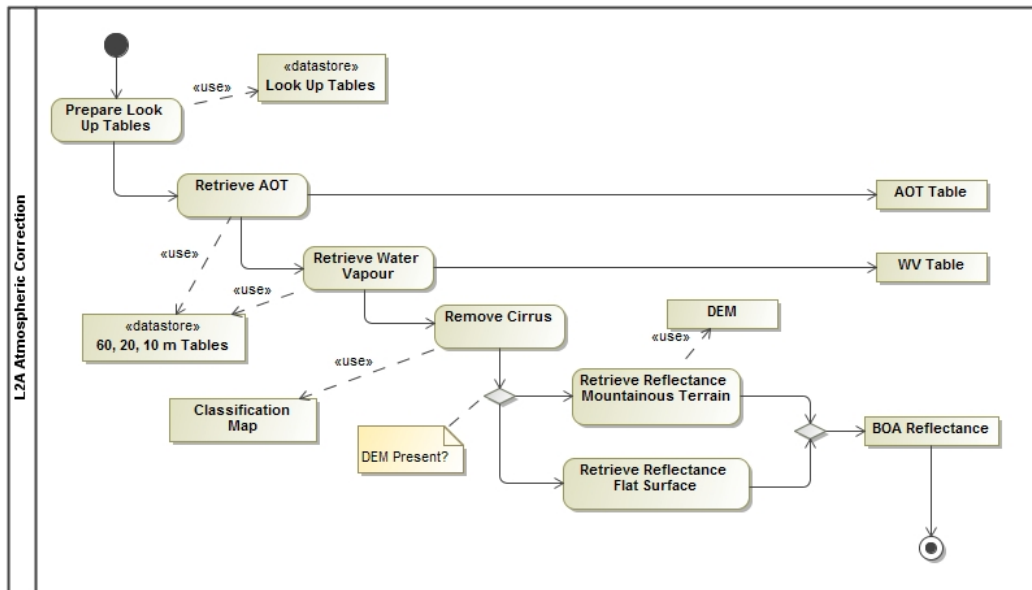 L2A Atmospheric Correction
«datastore»
Look Up Tables
«use»
Prepare Look
Up Tables
Retrieve AOT
AOT Table
«use»
Retrieve Water
Vapour
WV Table
«use»
«datastore»
60, 20, 10 m Tables
Remove Cirrus
DEM
«use»
«use»
Retrieve Reflectance
Mountainous Terrain
Classification
Map
BOA Reflectance
DEM Present?
Retrieve Reflectance
Flat Surface